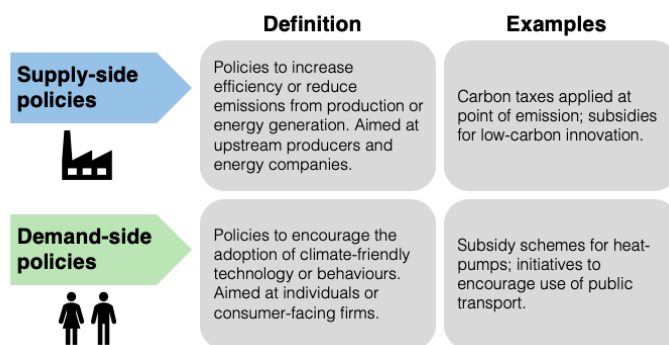 Definition
Examples
Supply-side
policies
Policies to increase
efficiency or reduce
emissions from production or
energy generation. Aimed at
upstream producers and
energy companies.
Carbon taxes applied at
point of emission; subsidies
for low-carbon innovation.
Demand-side
policies
Policies to encourage the
adoption of climate-friendly
technology or behaviours.
Aimed at individuals or
consumer-facing firms.
Subsidy schemes for heat-
pumps; initiatives to
encourage use of public
transport.